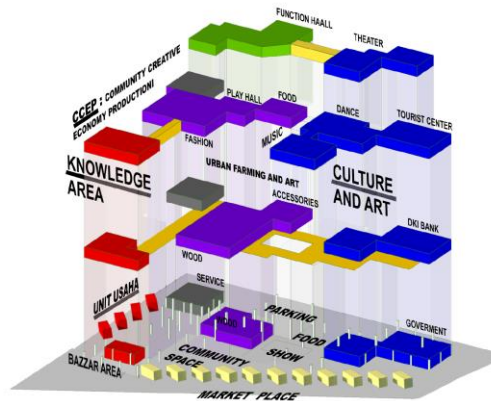 FUNCTION HAALL
THEATER
CCEP : COMMUNITY CREATIVE
ECONOMY PRODUCTIONI
PLAY HALL
FOOD
DANCE
TOURIST CENTER
FASHION
MUSIC
KNOWLEDGE
AREA
URBAN FARMING AND ART
CULTURE
AND ART
ACCESSORIES
DKI BANK
WOOD
UNIT USAHA
SERVICE
PARKING
GOVERMENT
WOOD
FOOD
BAZZAR AREA
COMMUNITY
SPACE
SHOW
MARKET PLACE